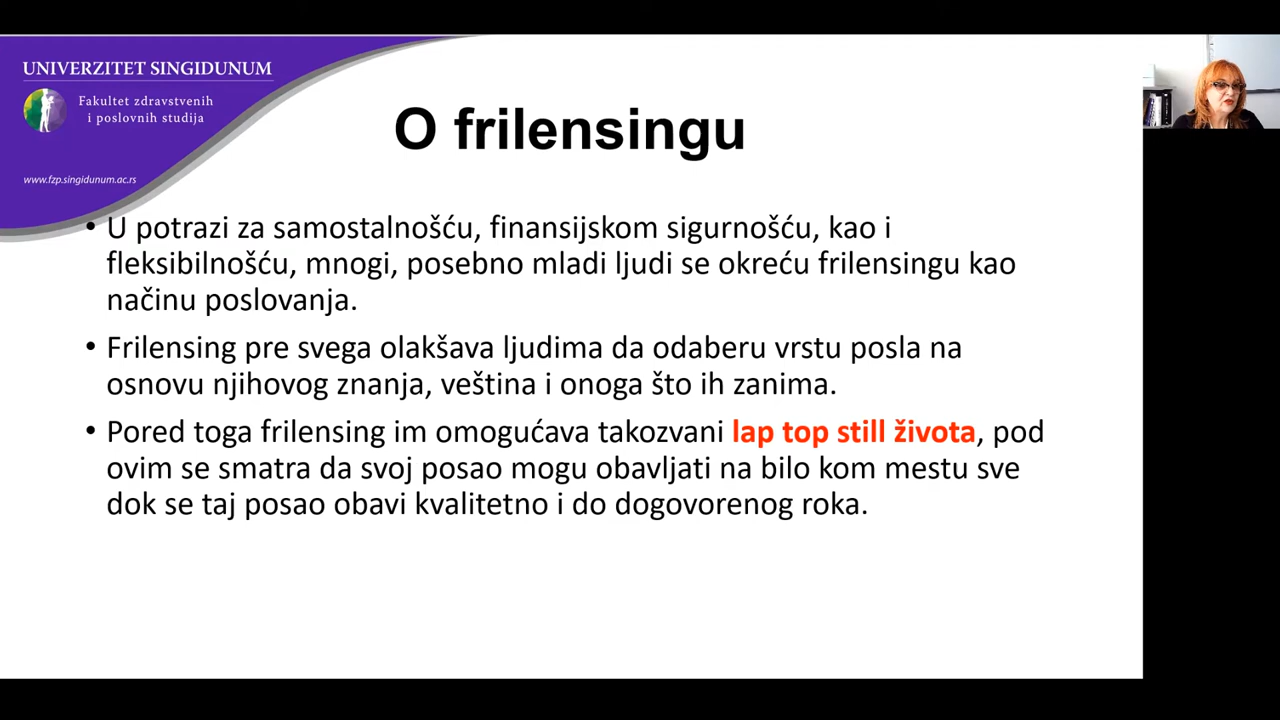 UNIVERZITET SINGIDUNUM
Fakultet zdravstvenih
i poslovnih studija
www.fzp.singidunum.ac.rs
O frilensingu
• U potrazi za samostalnošću, finansijskom sigurnošću, kao i
fleksibilnošću, mnogi, posebno mladi ljudi se okreću frilensingu kao
načinu poslovanja.
• Frilensing pre svega olakšava ljudima da odaberu vrstu posla na
osnovu njihovog znanja, veština i onoga što ih zanima.
• Pored toga frilensing im omogućava takozvani lap top still života, pod
ovim se smatra da svoj posao mogu obavljati na bilo kom mestu sve
dok se taj posao obavi kvalitetno i do dogovorenog roka.